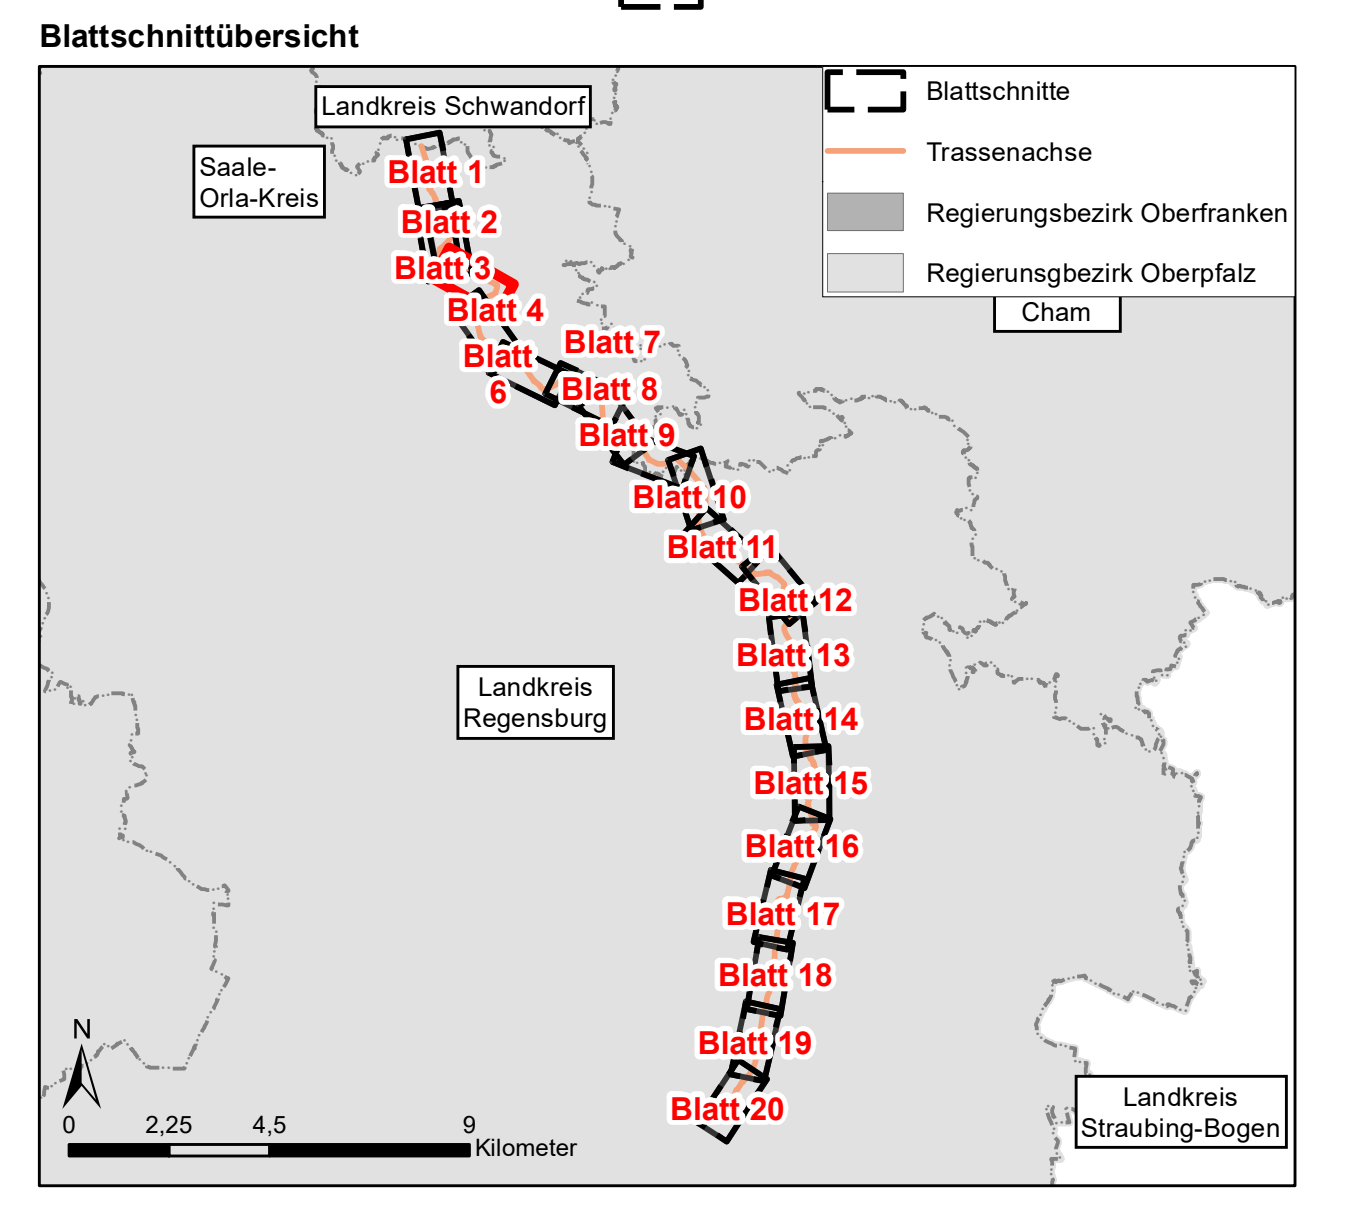 Blattschnittübersicht
Landkreis Schwandorf
Saale-
Orla-Kreis
Blattschnitte
Trassenachse
Regierungsbezirk Oberfranken
Regierunsgbezirk Oberpfalz
Cham
Blatt 1
Blatt 2
Blatt 3
Blatt 4
Blatt
6
Blatt 7
Blatt 8
Blatt 9
Blatt 10
Blatt 11
Blatt 12
Blatt 13
Landkreis
Regensburg
Blatt 14
Blatt 15
Blatt 16
Blatt 17
Blatt 18
Blatt 19
Blatt 20
N
0 2,25 4,5 9
Kilometer
Landkreis
Straubing-Bogen